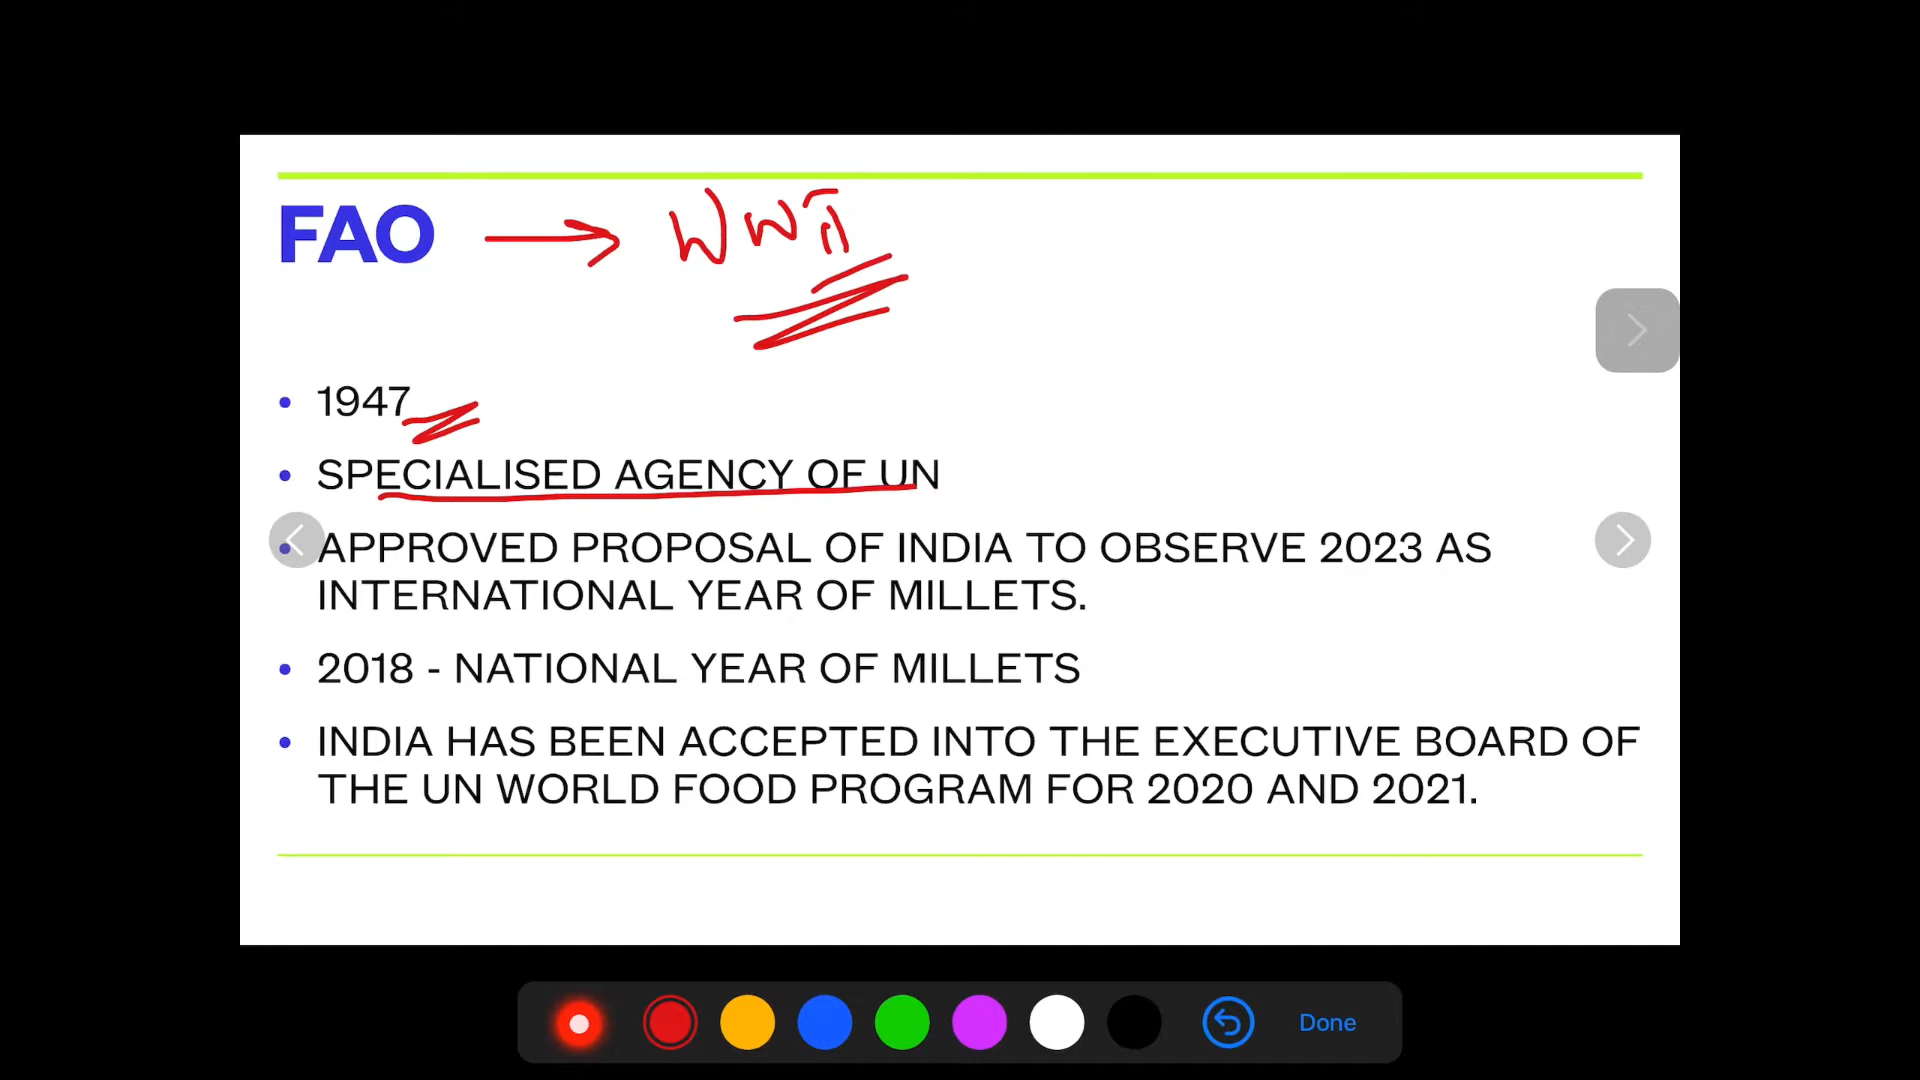 FAO → WW II
• 1947
• SPECIALISED AGENCY OF UN
• APPROVED PROPOSAL OF INDIA TO OBSERVE 2023 AS
INTERNATIONAL YEAR OF MILLETS.
• 2018 - NATIONAL YEAR OF MILLETS
• INDIA HAS BEEN ACCEPTED INTO THE EXECUTIVE BOARD OF
THE UN WORLD FOOD PROGRAM FOR 2020 AND 2021.
Done